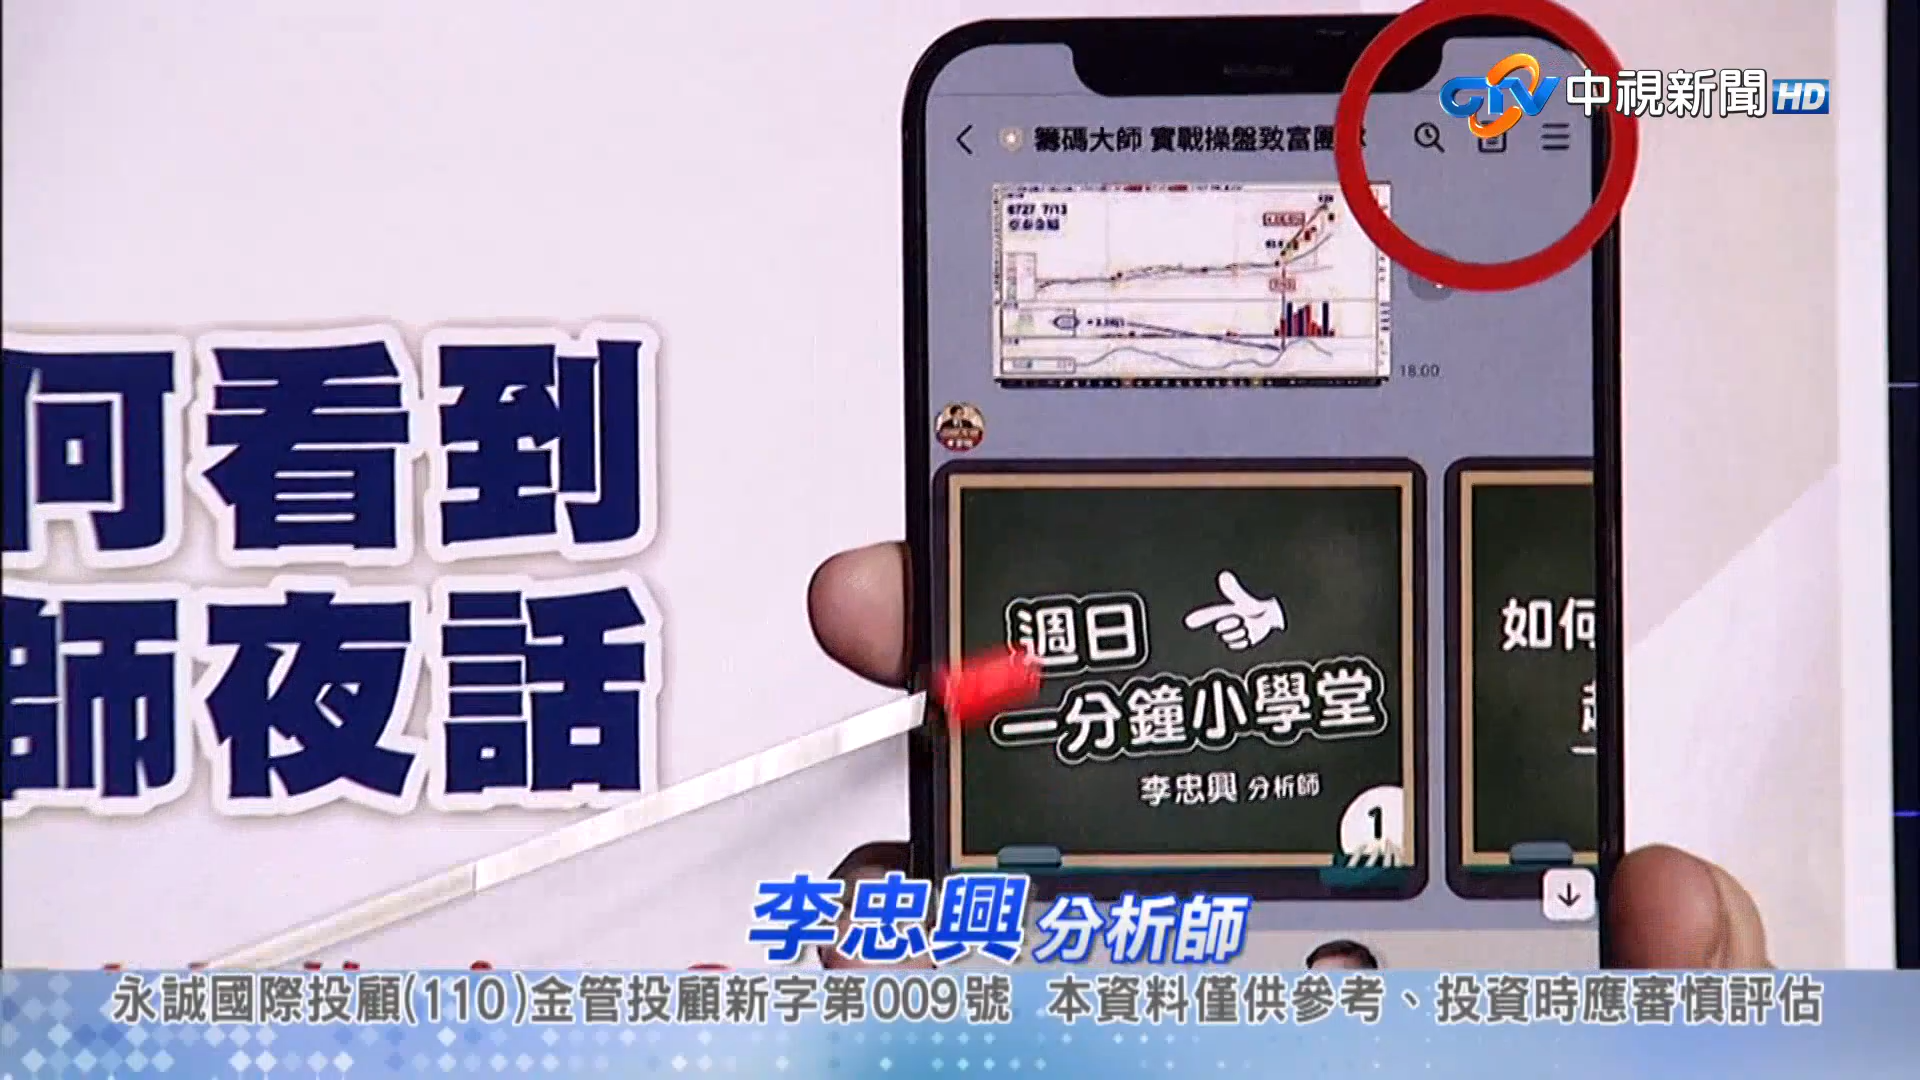 CTV 中視新聞 HD
籌碼大師 實戰操盤致富團隊
6727 7/13
18:00
何看到
師夜話
週日
一分鐘小學堂
李忠興 分析師
1
如何
李忠興 分析師
永誠國際投顧(110)金管投顧新字第009號 本資料僅供參考、投資時應審慎評估